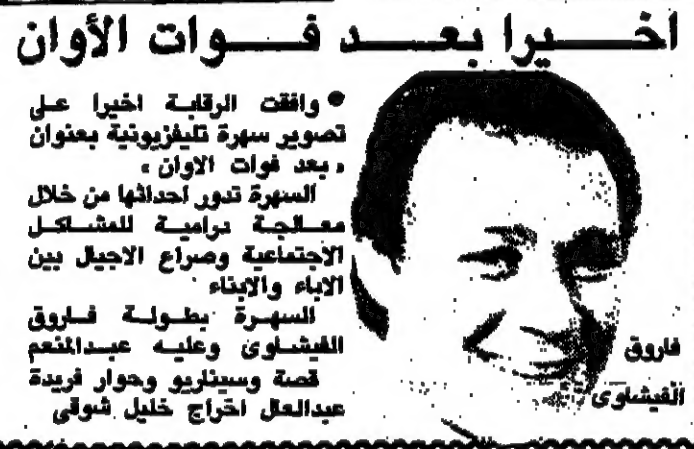 اخيرا بعد فوات الأوان
● وافقت الرقابة اخيرا على
تصوير سهرة تليفزيونية بعنوان
« بعد فوات الاوان »
السهرة تدور احداثها من خلال
معالجة درامية للمشاكل
الاجتماعية وصراع الاجيال بين
الاباء والابناء
السهرة بطولة فاروق
الفيشاوى وعليه عبدالمنعم
قصة وسيناريو وحوار فريدة
عبدالعال اخراج خليل شوقى
فاروق
الفيشاوى